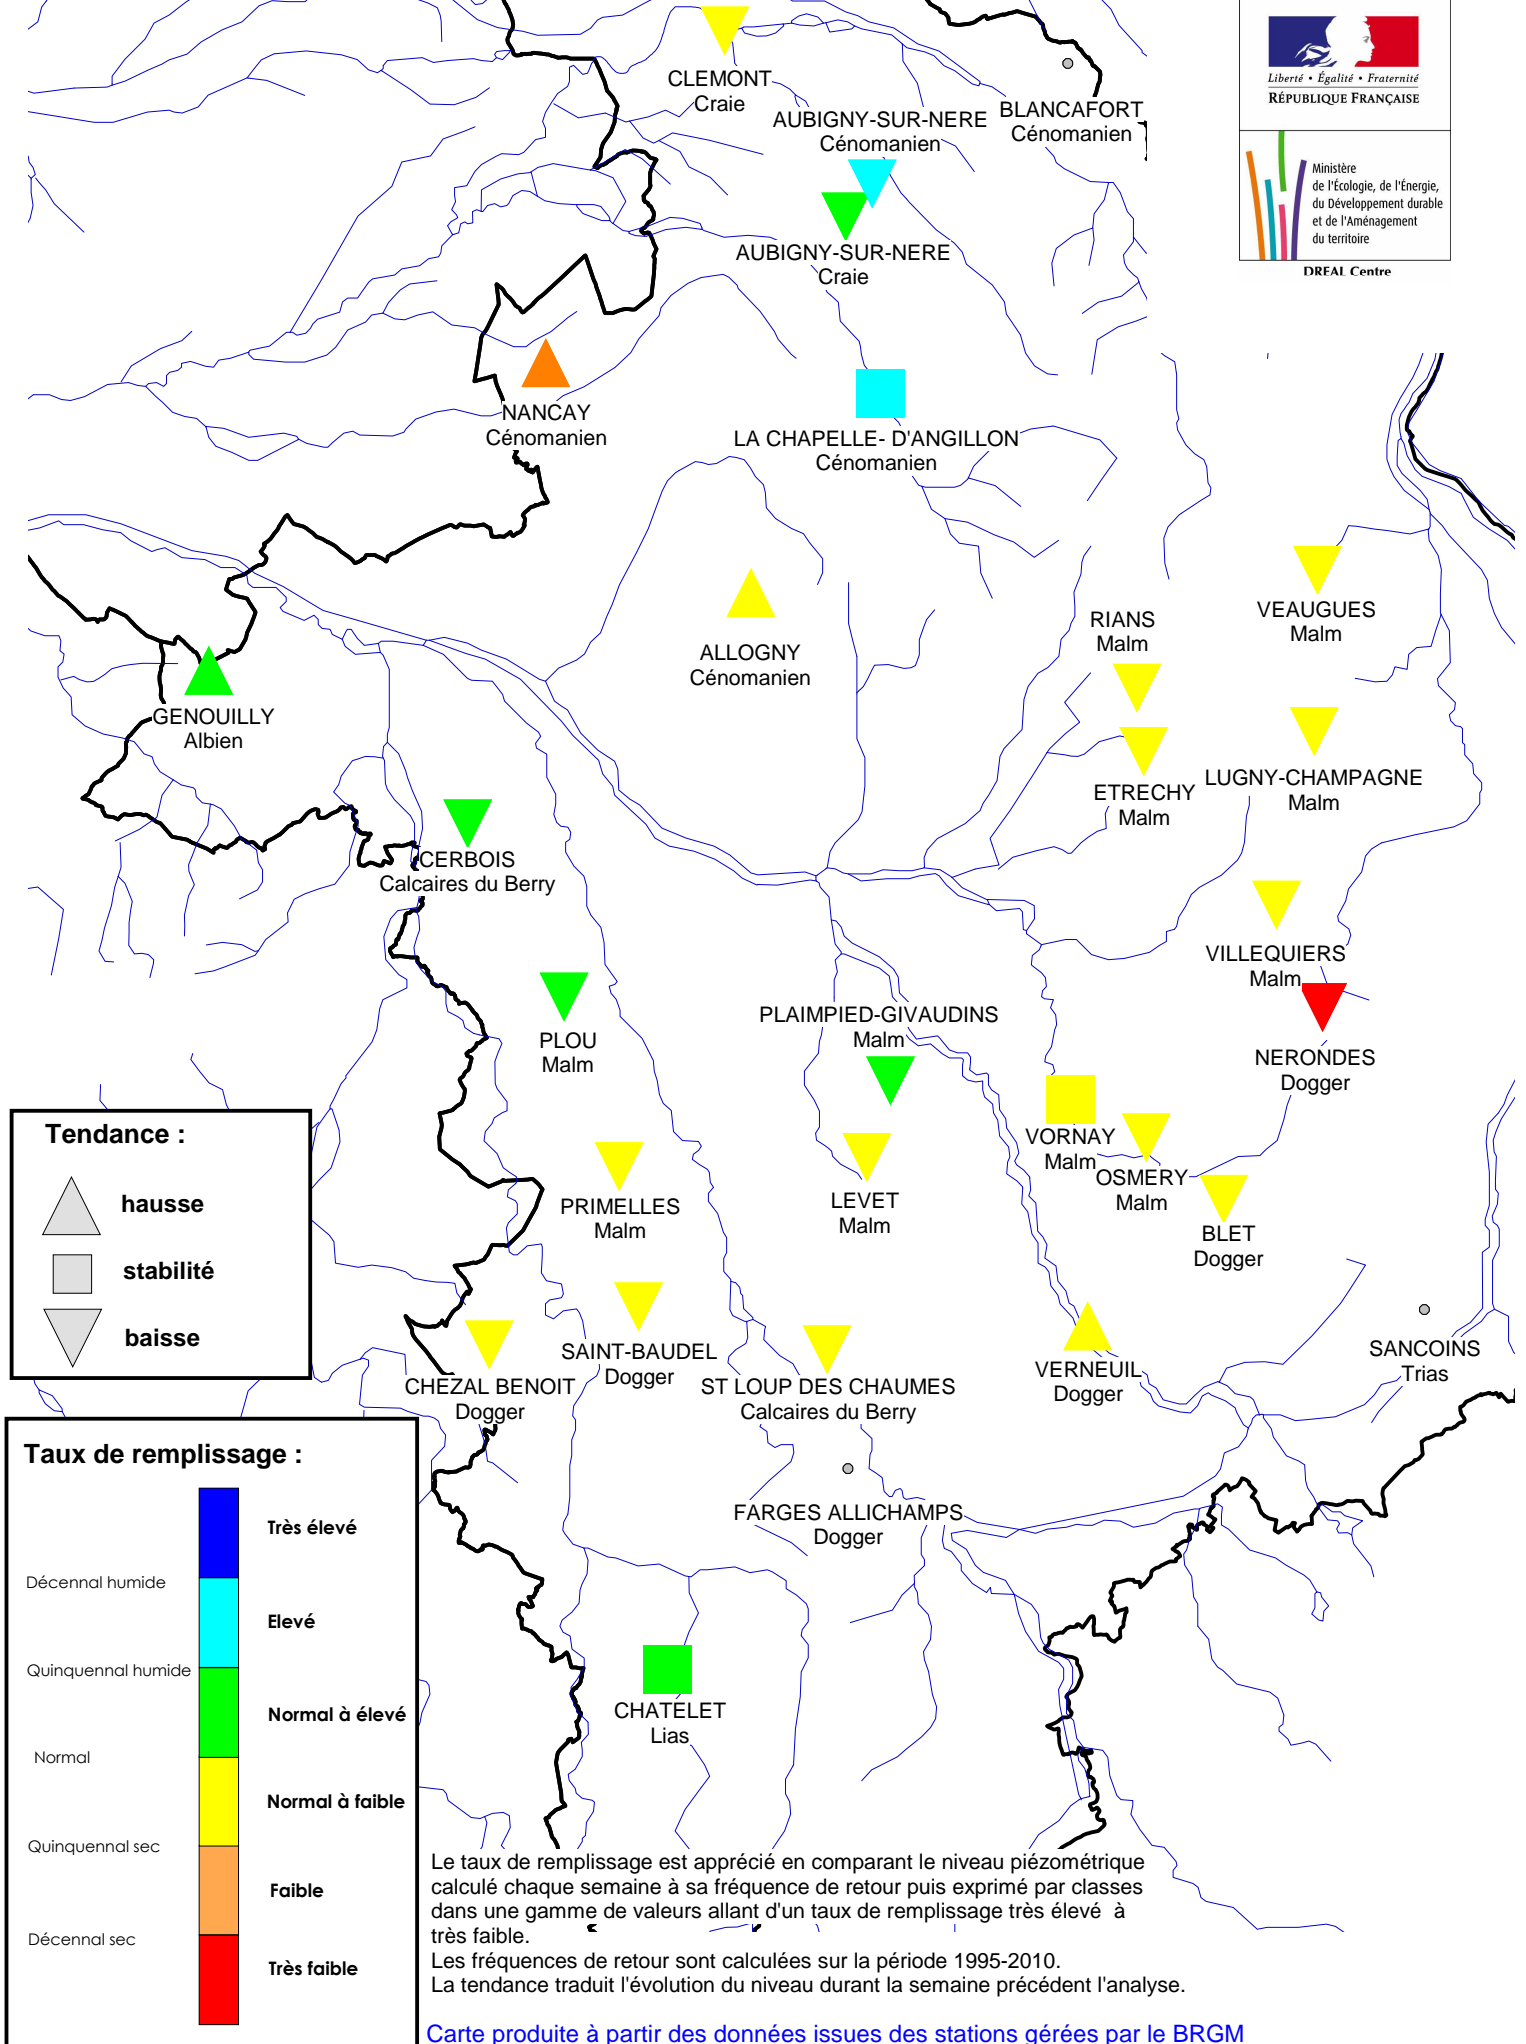 Liberté • Égalité • Fraternité
RÉPUBLIQUE FRANÇAISE
Ministère
de l'Écologie, de l'Énergie,
du Développement durable
et de l'Aménagement
du territoire
DREAL Centre
CLEMONT
Craie
AUBIGNY-SUR-NERE
Cénomanien
BLANCAFORT
Cénomanien
AUBIGNY-SUR-NERE
Craie
NANCAY
Cénomanien
LA CHAPELLE- D'ANGILLON
Cénomanien
ALLOGNY
Cénomanien
RIANS
Malm
VEAUGUES
Malm
GENOUILLY
Albien
ETRECHY
Malm
LUGNY-CHAMPAGNE
Malm
CERBOIS
Calcaires du Berry
VILLEQUIERS
Malm
PLOU
Malm
PLAIMPIED-GIVAUDINS
Malm
NERONDES
Dogger
VORNAY
Malm
OSMERY
Malm
PRIMELLES
Malm
LEVET
Malm
BLET
Dogger
SAINT-BAUDEL
Dogger
CHEZAL BENOIT
Dogger
ST LOUP DES CHAUMES
Calcaires du Berry
VERNEUIL
Dogger
SANCOINS
Trias
FARGES ALLICHAMPS
Dogger
CHATELET
Lias
Tendance :
hausse
stabilité
baisse
Taux de remplissage :
Très élevé
Décennal humide
Elevé
Quinquennal humide
Normal à élevé
Normal
Normal à faible
Quinquennal sec
Faible
Décennal sec
Très faible
Le taux de remplissage est apprécié en comparant le niveau piézométrique
calculé chaque semaine à sa fréquence de retour puis exprimé par classes
dans une gamme de valeurs allant d'un taux de remplissage très élevé à
très faible.
Les fréquences de retour sont calculées sur la période 1995-2010.
La tendance traduit l'évolution du niveau durant la semaine précédent l'analyse.
Carte produite à partir des données issues des stations gérées par le BRGM